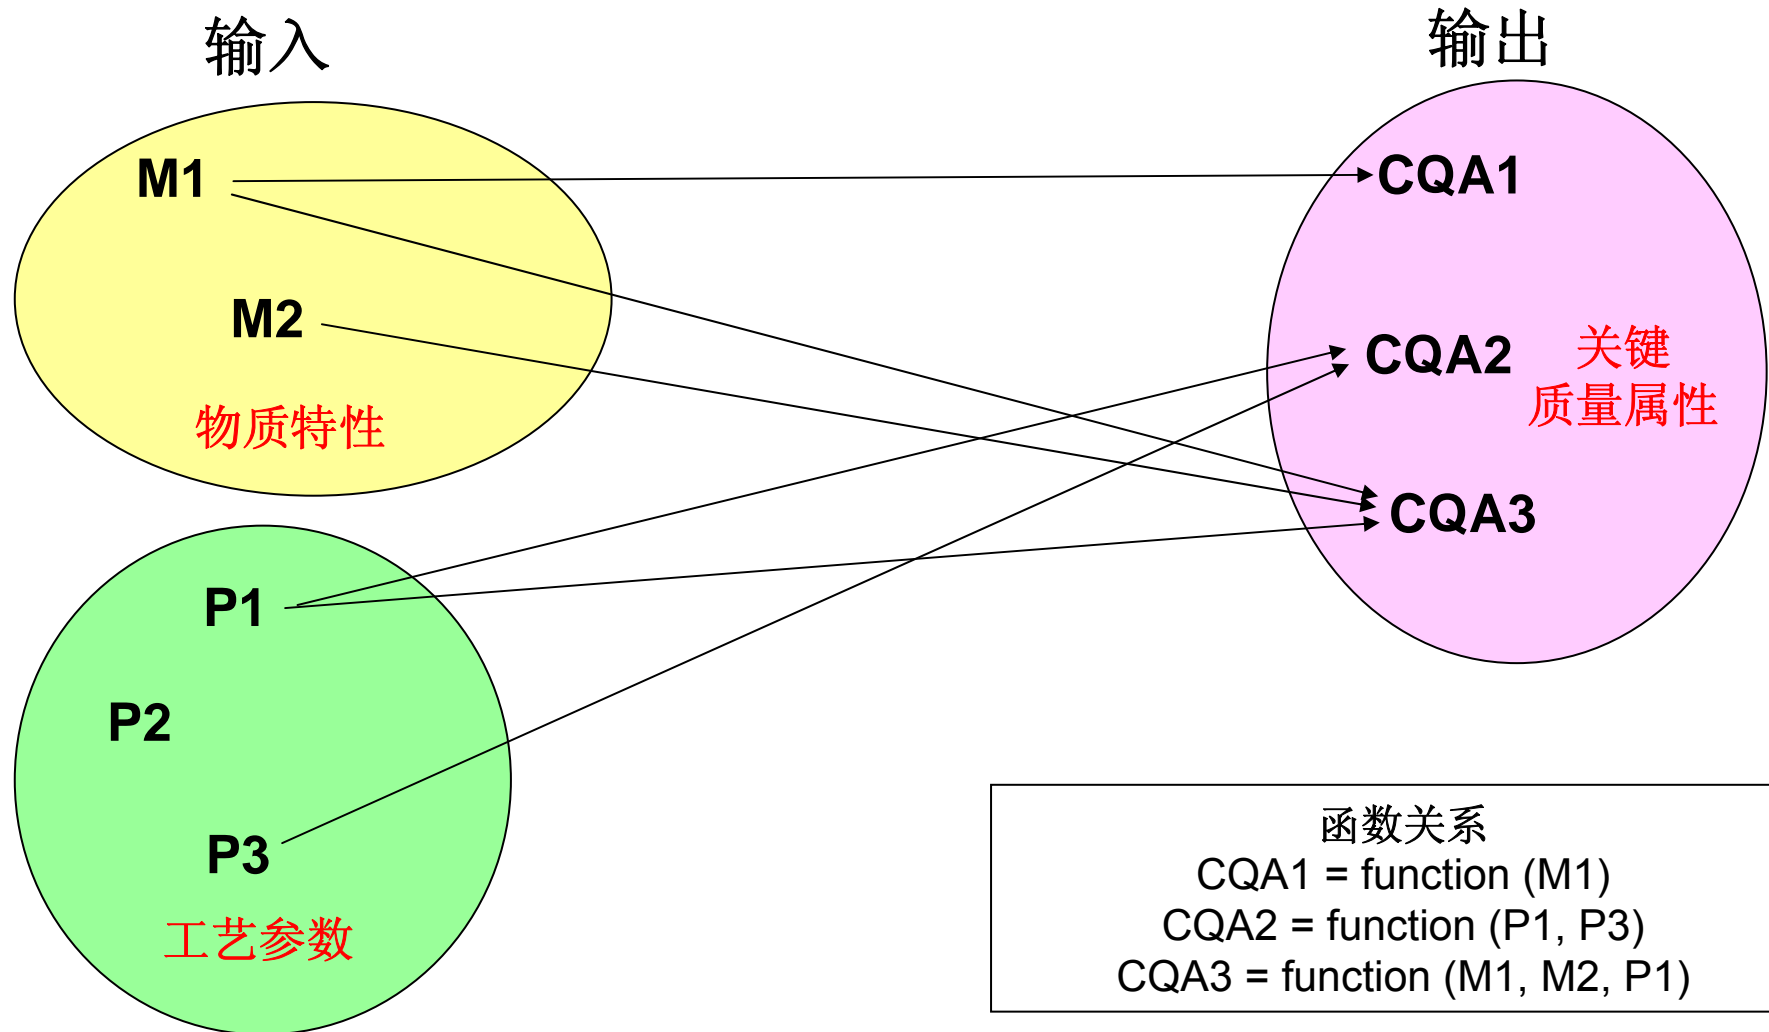 输入
输出
M1
M2
物质特性
P1
P2
P3
工艺参数
CQA1
CQA2
关键
质量属性
CQA3
函数关系
CQA1 = function (M1)
CQA2 = function (P1, P3)
CQA3 = function (M1, M2, P1)